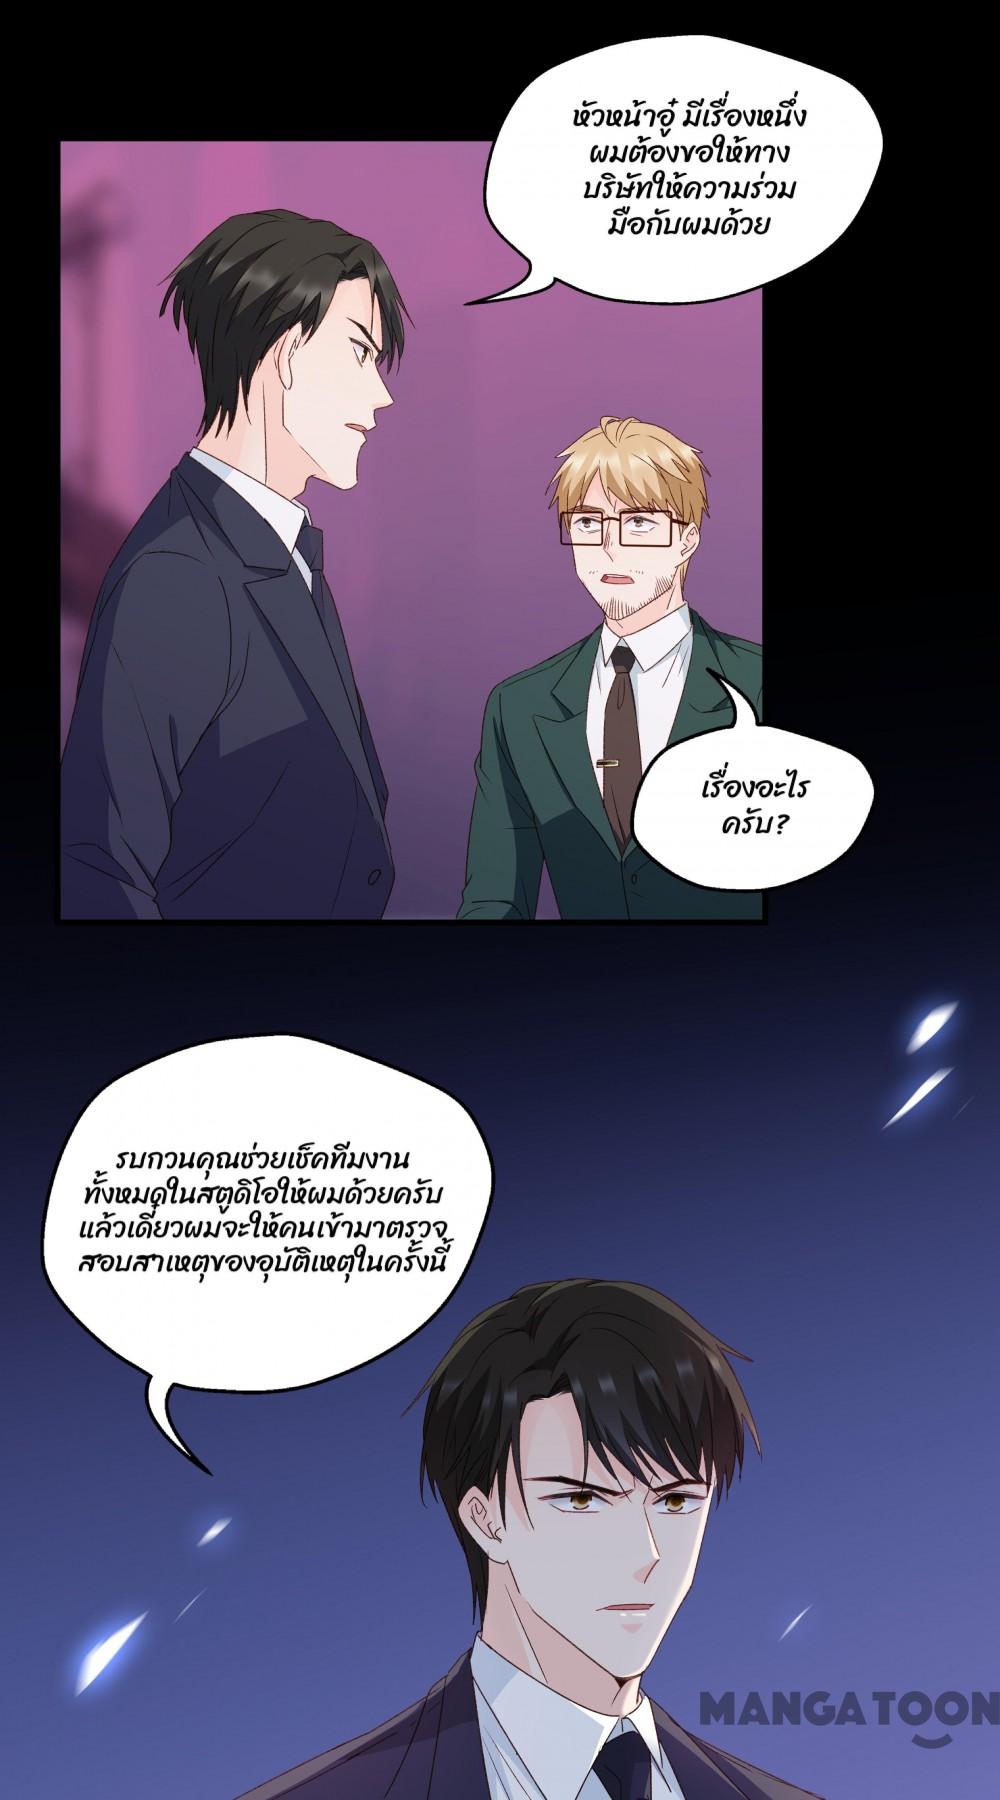 หัวหน้าอู๋ มีเรื่องหนึ่ง
ผมต้องขอให้ทาง
บริษัทให้ความร่วม
มือกับผมด้วย
เรื่องอะไร
ครับ?
รบกวนคุณช่วยเช็คทีมงาน
ทั้งหมดในสตูดิโอให้ผมด้วยครับ
แล้วเดี๋ยวผมจะให้คนเข้ามาตรวจ
สอบสาเหตุของอุบัติเหตุในครั้งนี้
MANGATOON